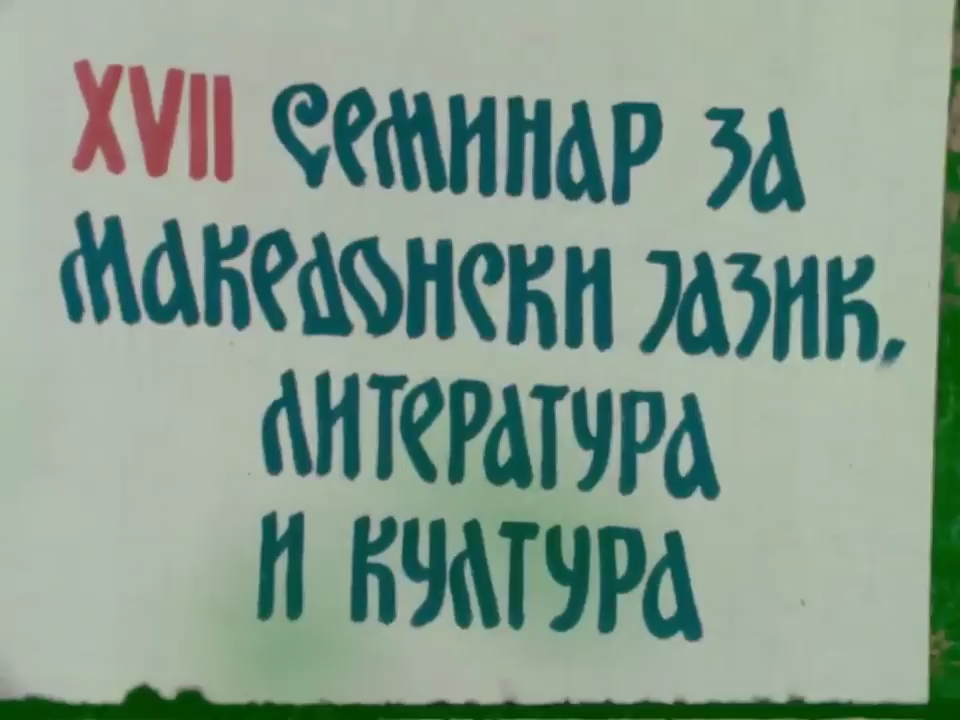 XVII Семинар за
македонски јазик,
литература
и култура